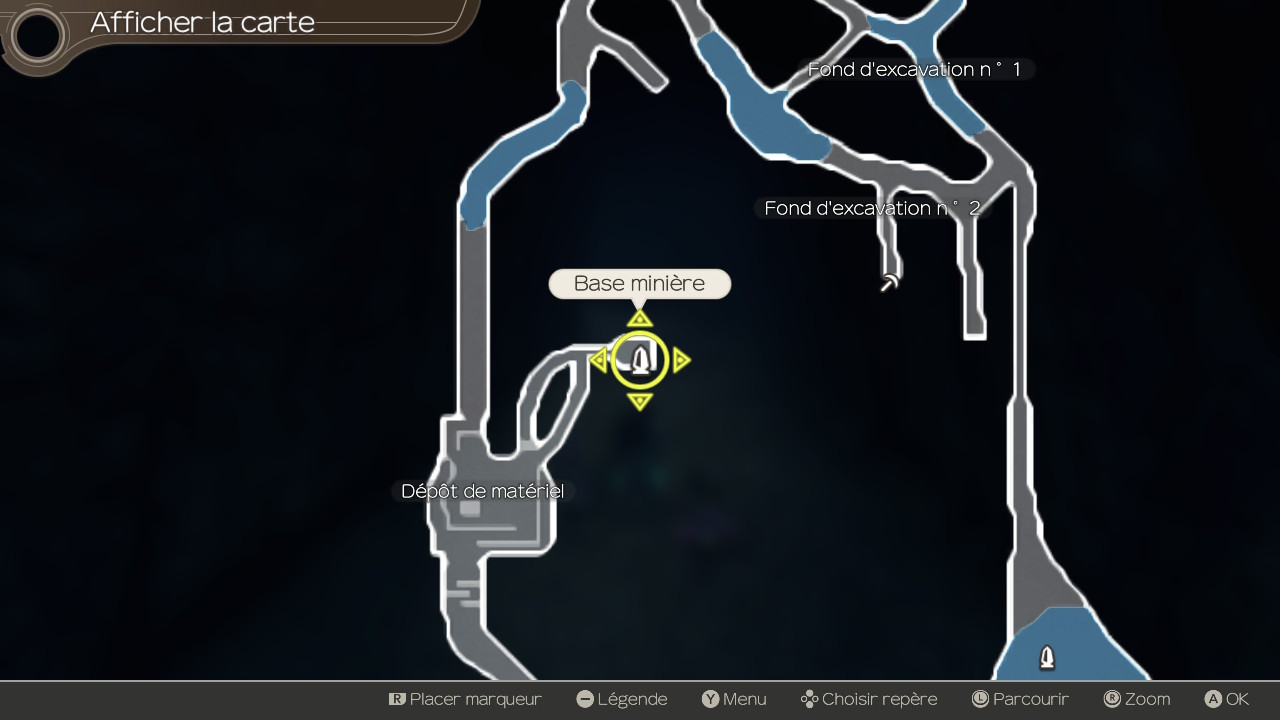 Afficher la carte
Fond d'excavation n° 1
Fond d'excavation n° 2
Base minière
Dépôt de matériel
R Placer marqueur
Légende
Y Menu
Choisir repère
L Parcourir
R Zoom
A OK